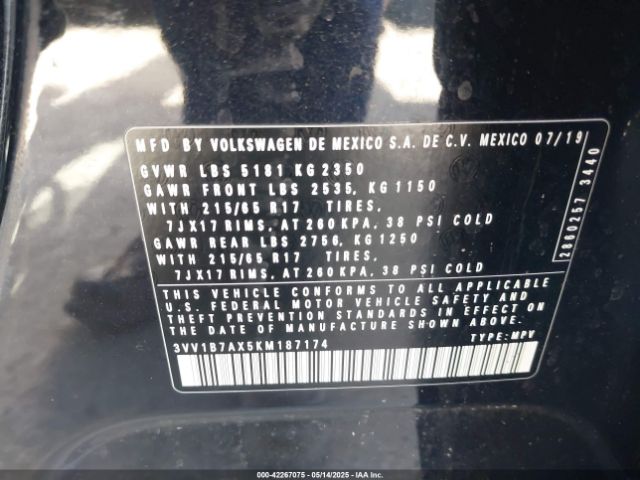 MFD BY VOLKSWAGEN DE MEXICO S.A. DE C.V. MEXICO 07/19
GVWR LBS 5181 KG 2350
GAWR FRONT LBS 2535, KG 1150
WITH 215/65 R17 TIRES,
7JX17 RIMS, AT 260 KPA, 38 PSI COLD
GAWR REAR LBS 2756, KG 1250
WITH 215/65 R17 TIRES,
7JX17 RIMS, AT 260 KPA, 38 PSI COLD
THIS VEHICLE CONFORMS TO ALL APPLICABLE
U.S. FEDERAL MOTOR VEHICLE SAFETY AND
THEFT PREVENTION STANDARDS IN EFFECT ON
THE DATE OF MANUFACTURE SHOWN ABOVE.
3VV1B7AX5KM187174 TYPE: MPV
2860257 3440
000-42267075 - 05/14/2025 - IAAI.COM